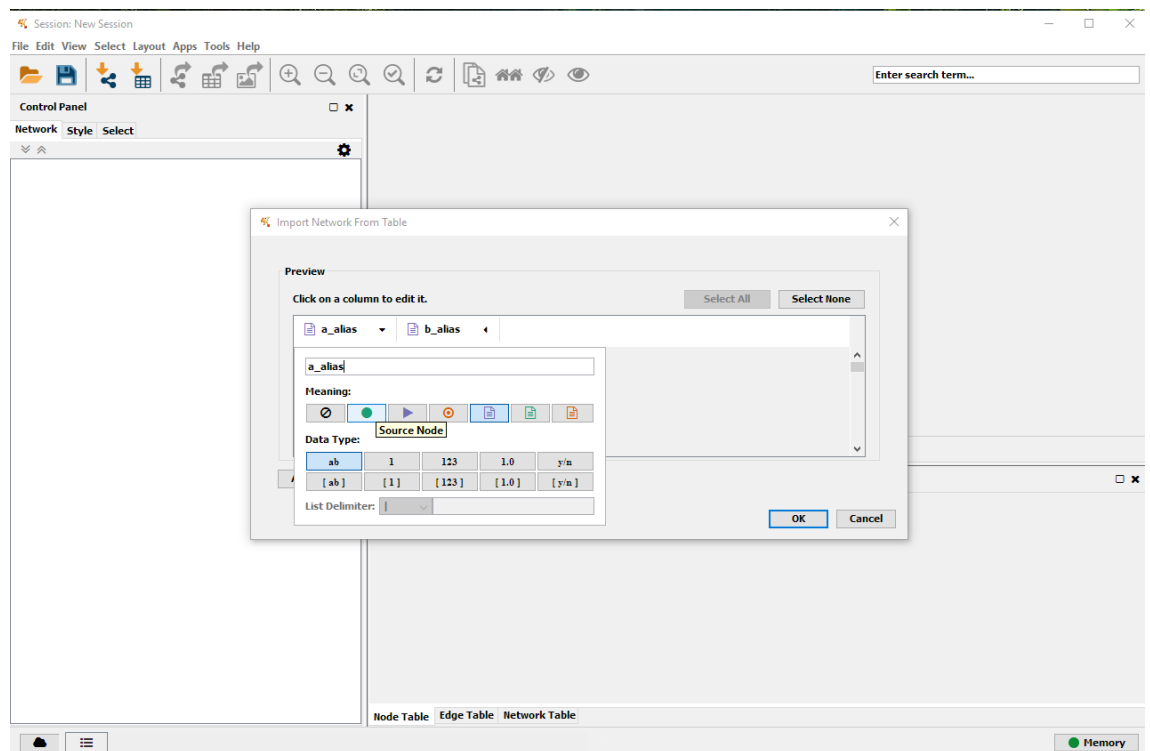 Session: New Session
File Edit View Select Layout Apps Tools Help
Enter search term...
Control Panel
Network Style Select
Import Network From Table
Preview
Click on a column to edit it.
Select All Select None
a_alias b_alias
a_alias
Meaning:
Source Node
Data Type:
ab 1 123 1.0 y/n
[ ab ] [ 1 ] [ 123 ] [ 1.0 ] [ y/n ]
List Delimiter: |
OK Cancel
Node Table Edge Table Network Table
Memory